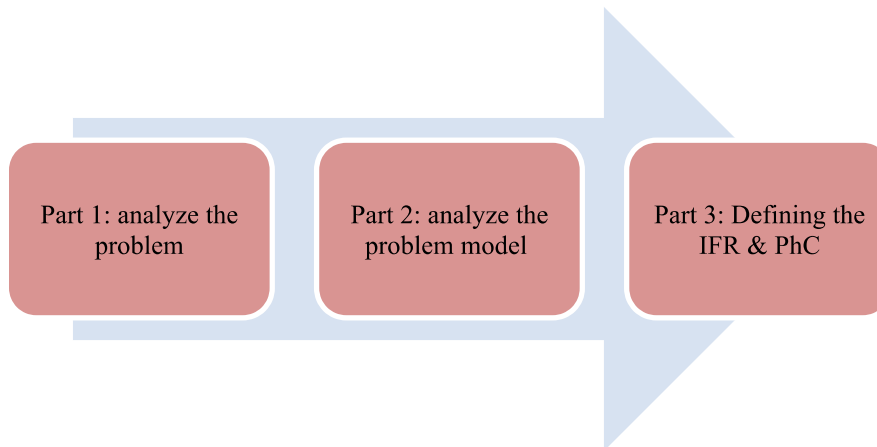 Part 1: analyze the
problem
Part 2: analyze the
problem model
Part 3: Defining the
IFR & PhC